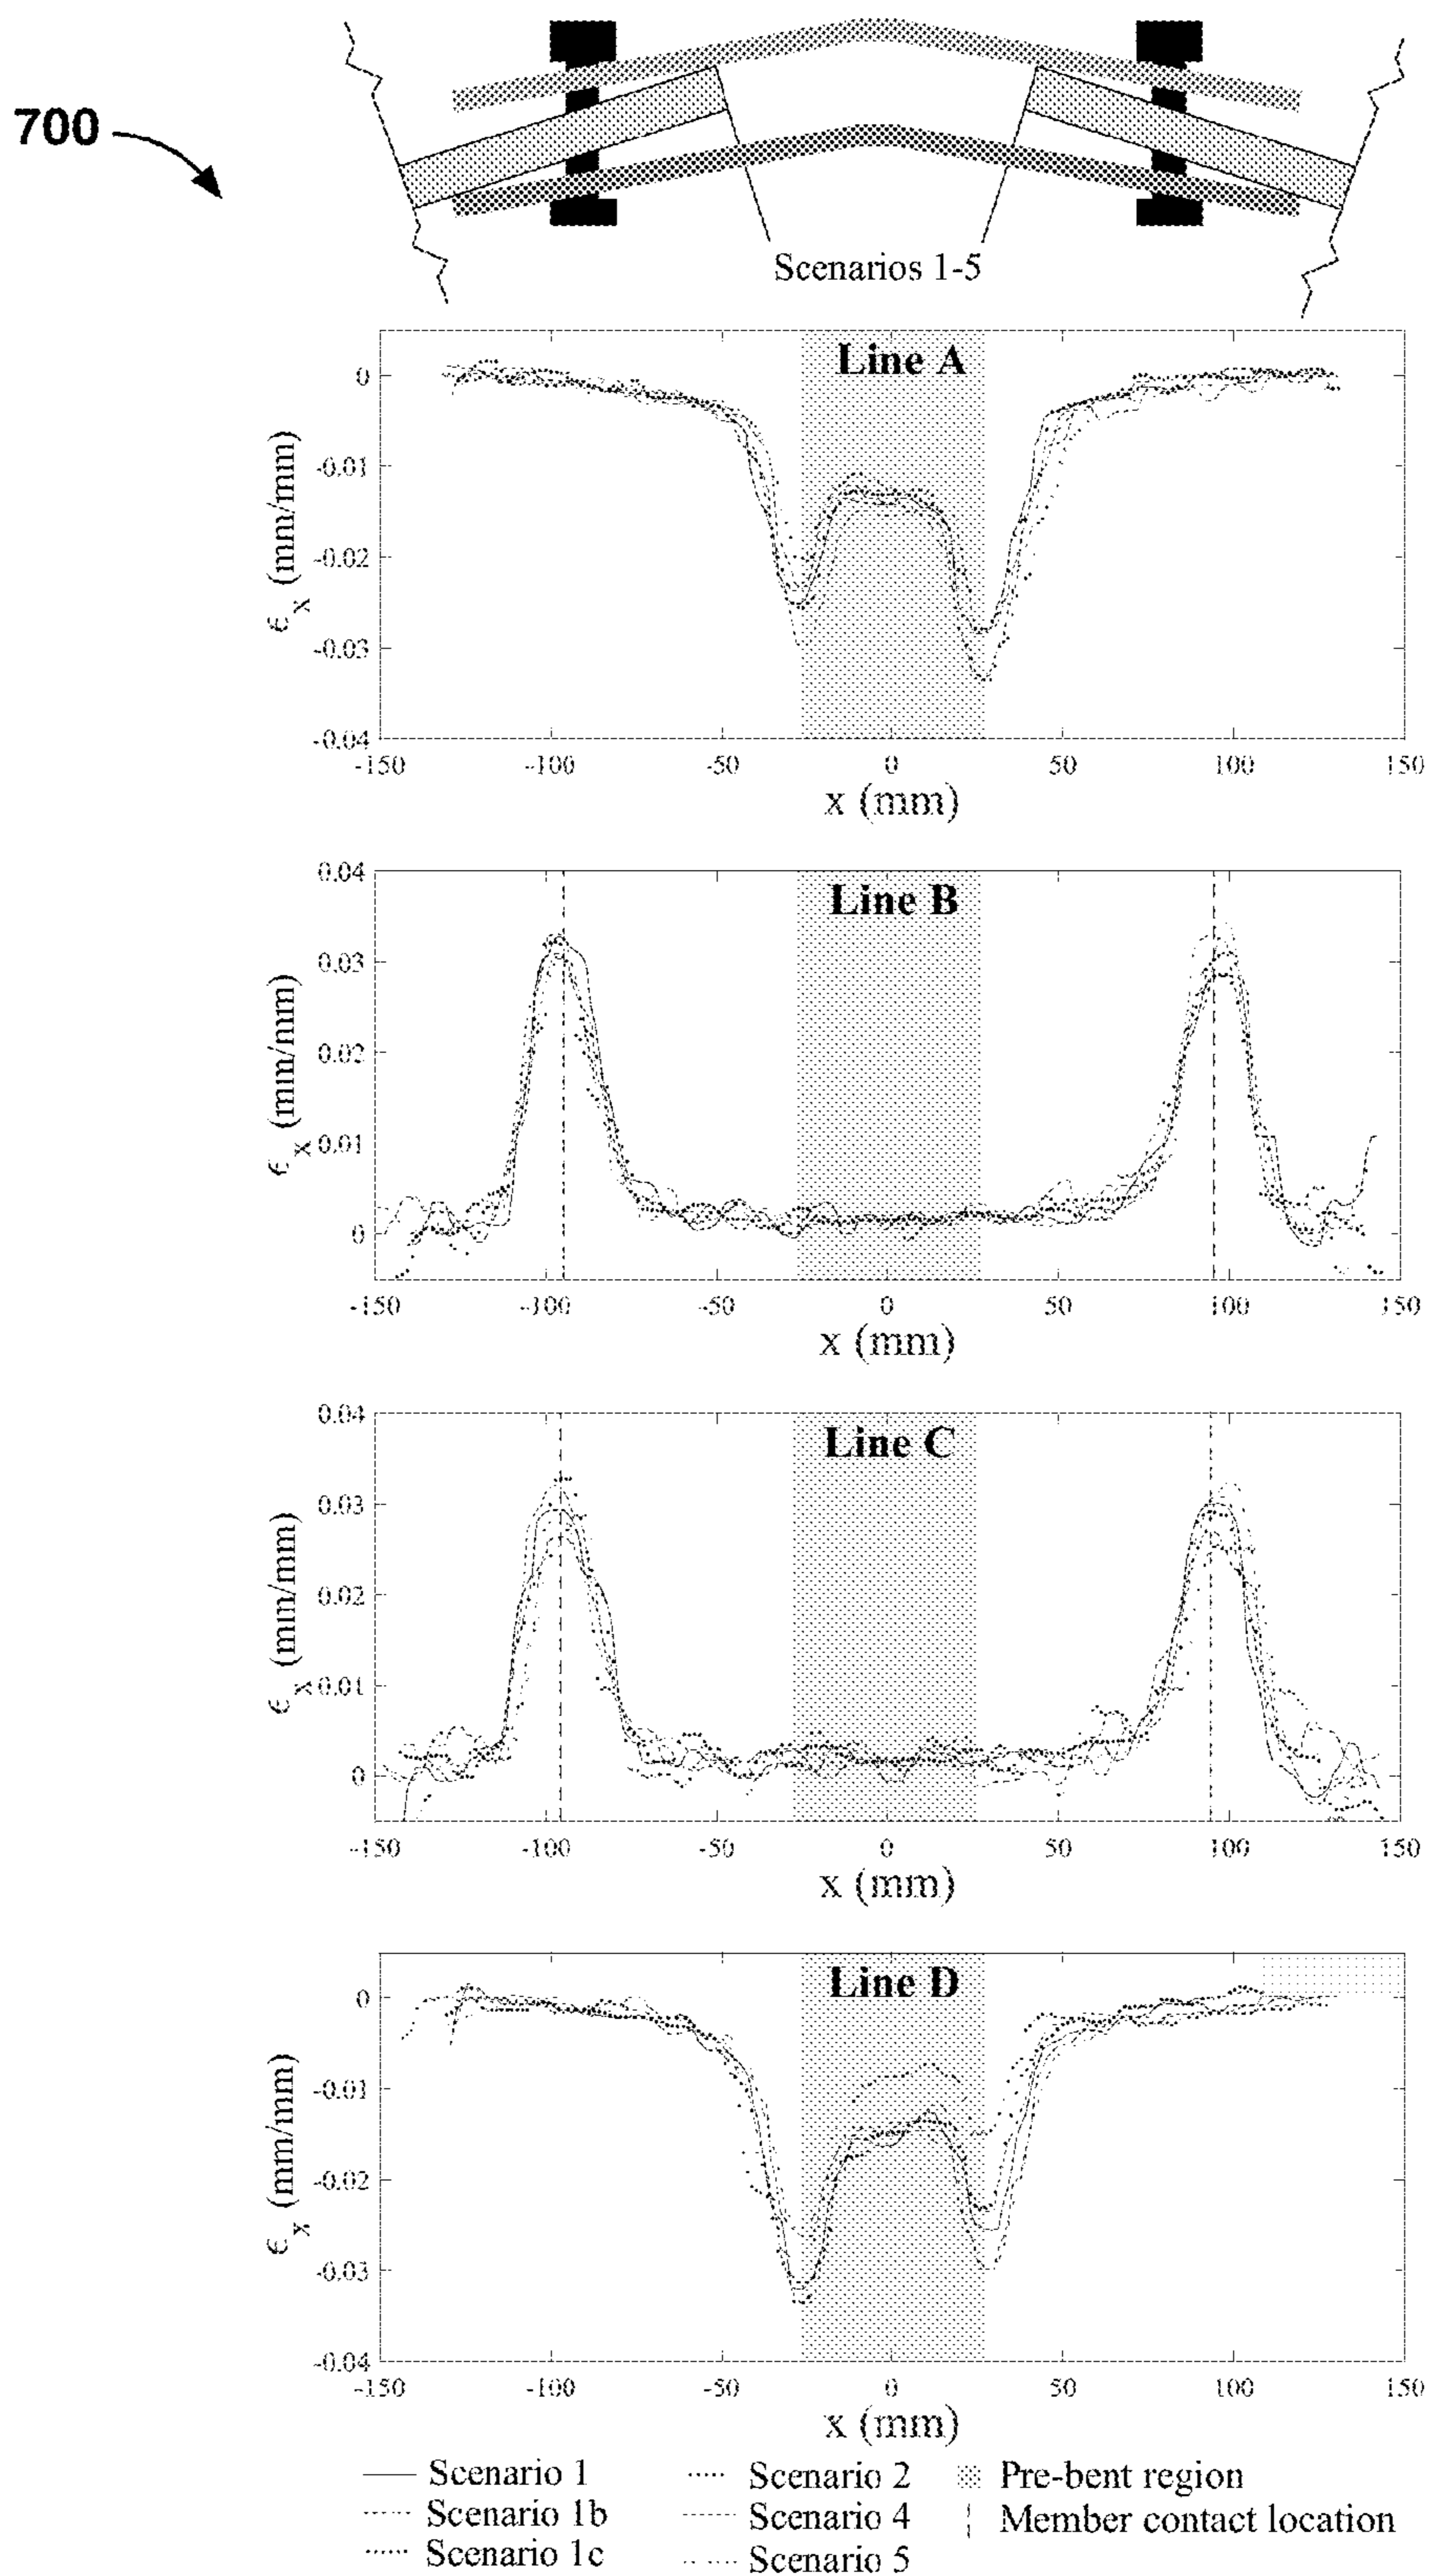 700
Scenarios 1-5
Line A
0
-0.01
-0.02
-0.03
-0.04
ϵx (mm/mm)
-150 -100 -50 0 50 100 150
x (mm)
Line B
0.04
0.03
0.02
0.01
0
ϵx (mm/mm)
-150 -100 -50 0 50 100 150
x (mm)
Line C
0.04
0.03
0.02
0.01
0
ϵx (mm/mm)
-150 -100 -50 0 50 100 150
x (mm)
Line D
0
-0.01
-0.02
-0.03
-0.04
ϵx (mm/mm)
-150 -100 -50 0 50 100 150
x (mm)
Scenario 1 Scenario 2 Pre-bent region
Scenario 1b Scenario 4 Member contact location
Scenario 1c Scenario 5